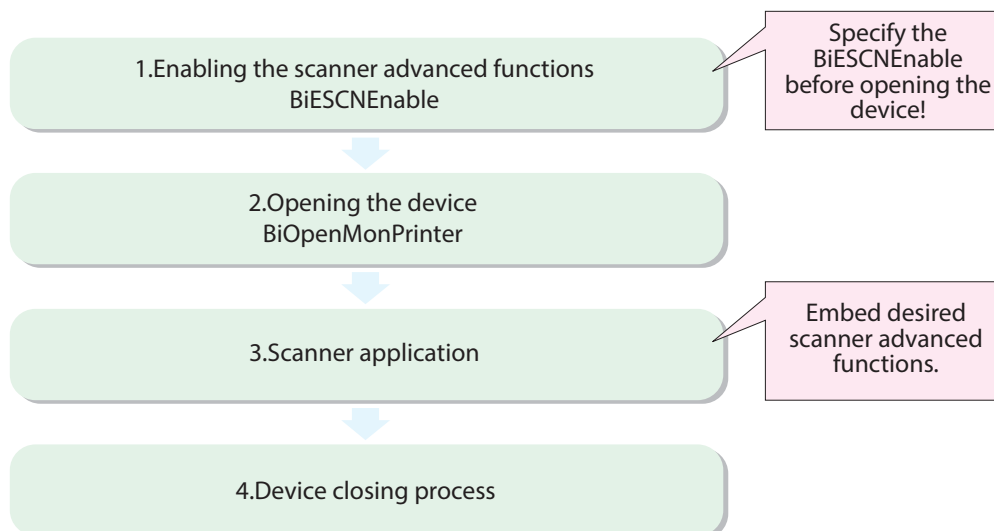 1.Enabling the scanner advanced functions
BiESCNEnable
Specify the
BiESCNEnable
before opening the
device!
2.Opening the device
BiOpenMonPrinter
3.Scanner application
Embed desired
scanner advanced
functions.
4.Device closing process